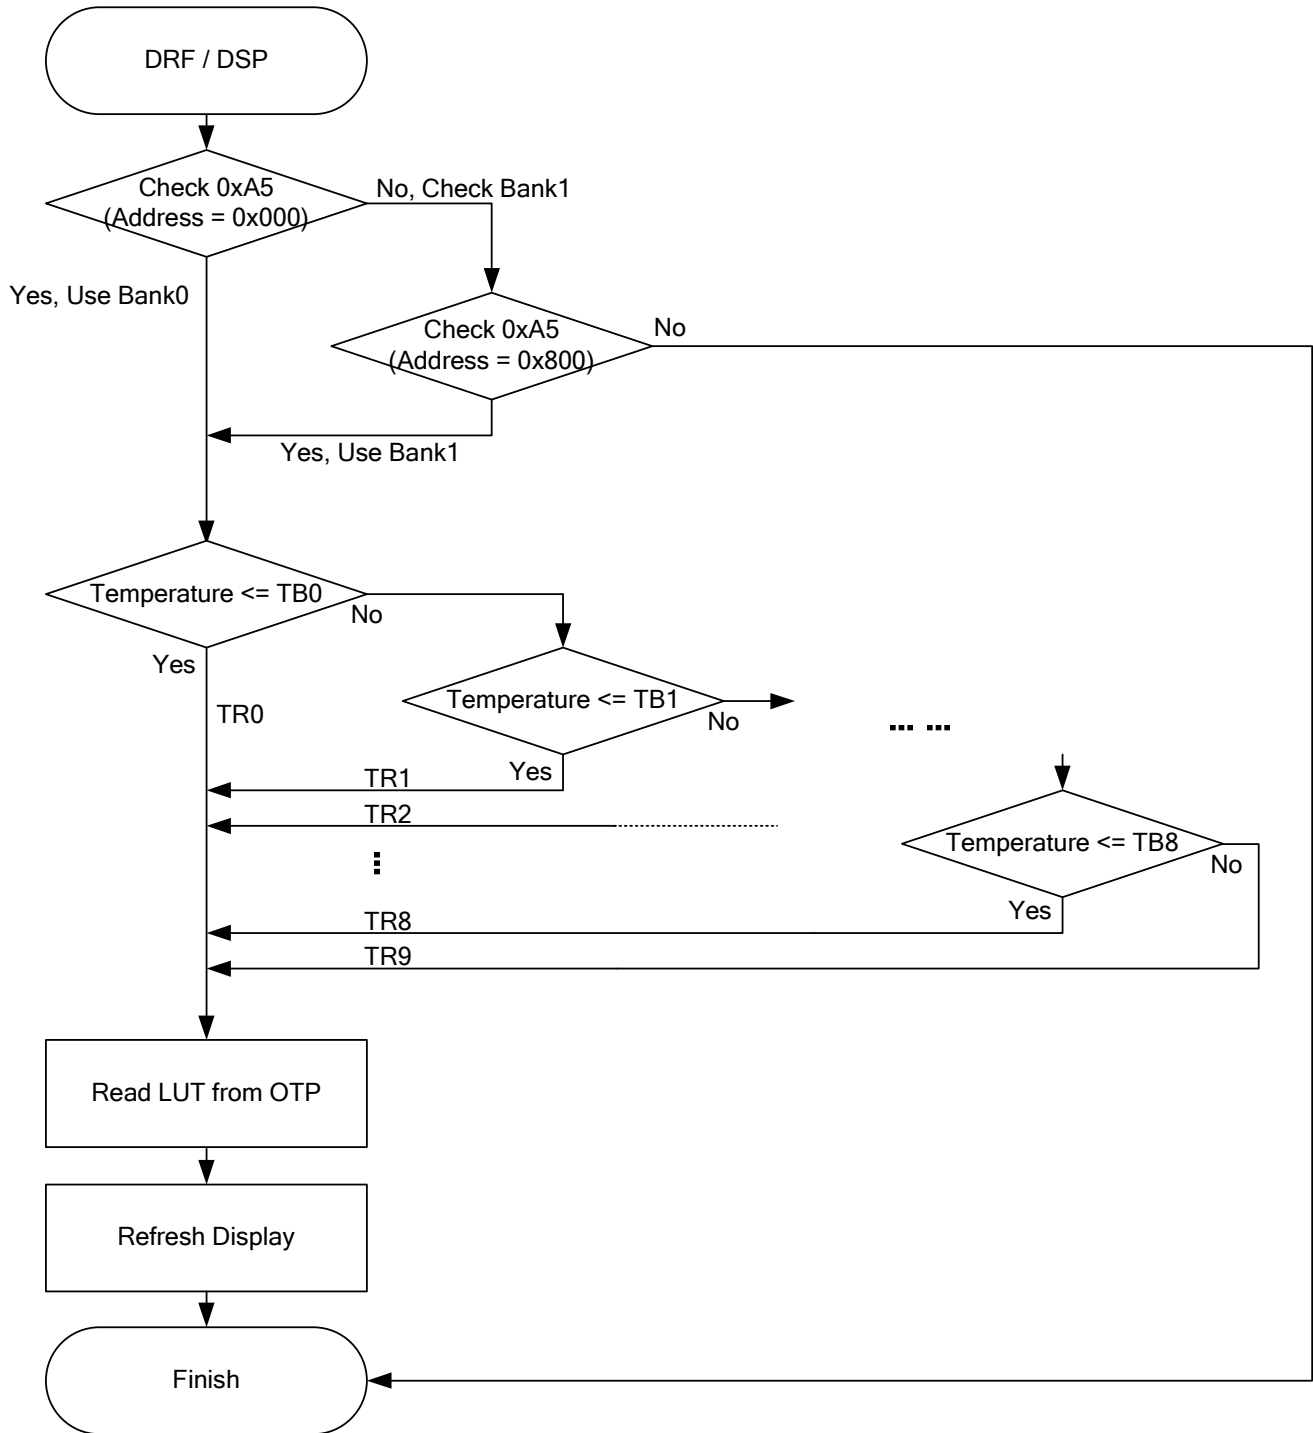 DRF / DSP
Check 0xA5
(Address = 0x000)
No, Check Bank1
Yes, Use Bank0
Check 0xA5
(Address = 0x800)
No
Yes, Use Bank1
Temperature <= TB0
No
Yes
TR0
Temperature <= TB1
No
Yes
... ...
TR1
TR2
Temperature <= TB8
No
Yes
TR8
TR9
Read LUT from OTP
Refresh Display
Finish